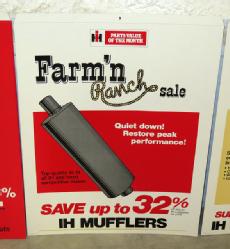 IH PARTS VALUE
OF THE MONTH
Farm'n
Ranch sale
Quiet down!
Restore peak
performance!
SAVE up to 32%
IH MUFFLERS
%